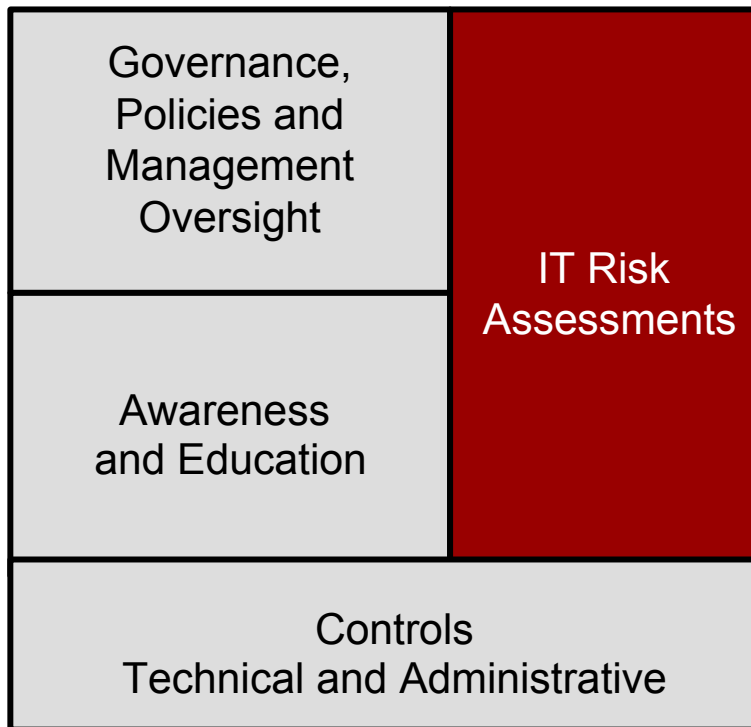 Governance,
Policies and
Management
Oversight
IT Risk
Assessments
Awareness
and Education
Controls
Technical and Administrative